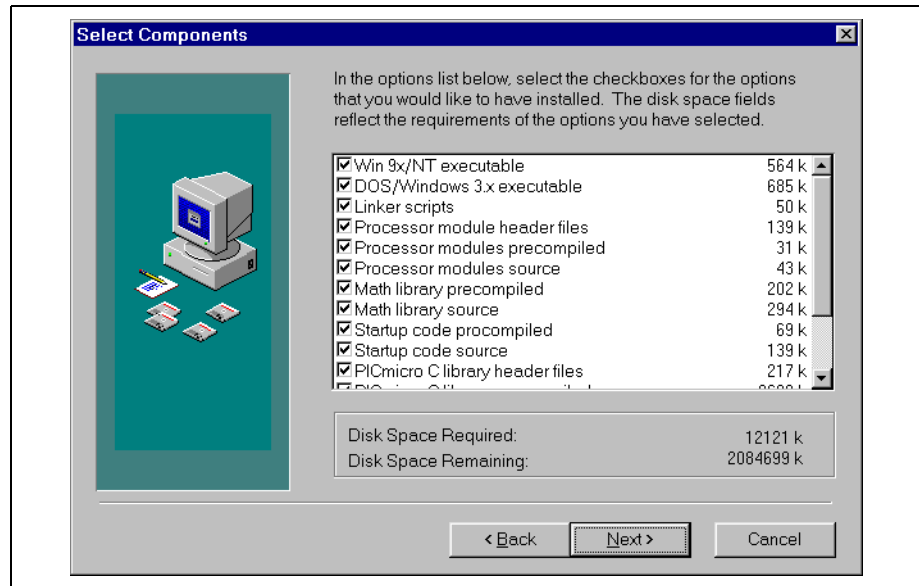 Select Components
In the options list below, select the checkboxes for the options
that you would like to have installed. The disk space fields
reflect the requirements of the options you have selected.
Win 9x/NT executable 564 k
DOS/Windows 3.x executable 685 k
Linker scripts 50 k
Processor module header files 139 k
Processor modules precompiled 31 k
Processor modules source 43 k
Math library precompiled 202 k
Math library source 294 k
Startup code procompiled 69 k
Startup code source 139 k
PICmicro C library header files 217 k
Disk Space Required: 12121 k
Disk Space Remaining: 2084699 k
< Back Next > Cancel